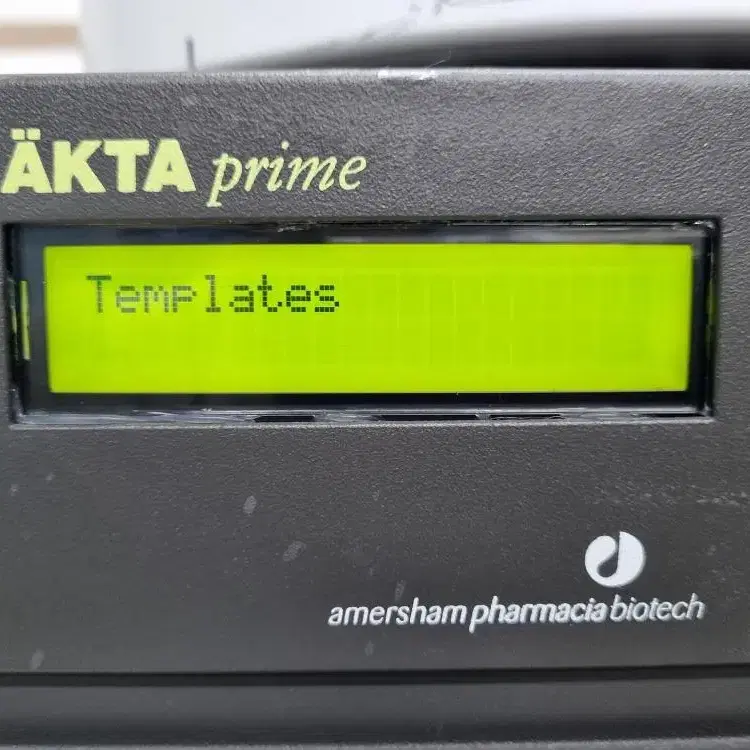 ÄKTA prime
Templates
amersham pharmacia biotech